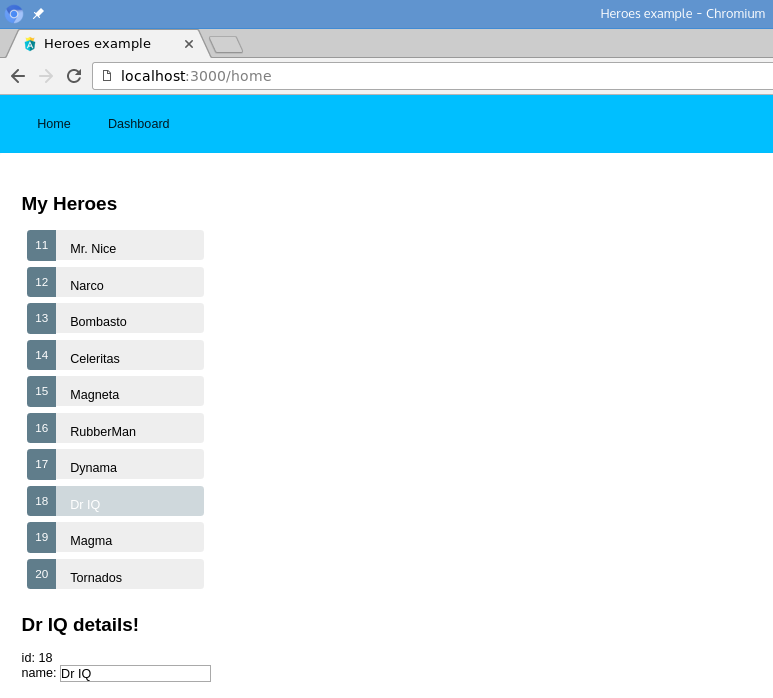 Heroes example - Chromium
Heroes example
localhost:3000/home
Home Dashboard
My Heroes
11 Mr. Nice
12 Narco
13 Bombasto
14 Celeritas
15 Magneta
16 RubberMan
17 Dynama
18 Dr IQ
19 Magma
20 Tornados
Dr IQ details!
id: 18
name: Dr IQ